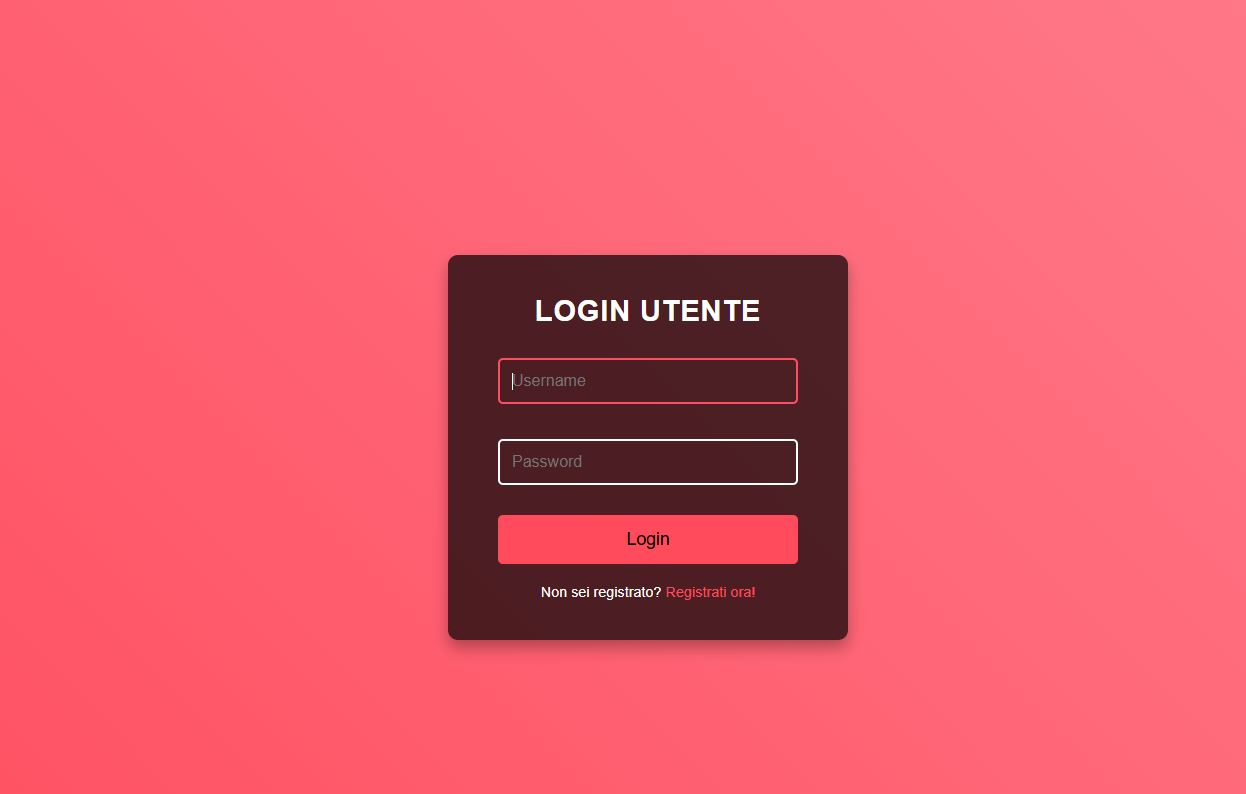 LOGIN UTENTE
Username
Password
Login
Non sei registrato? Registrati ora!